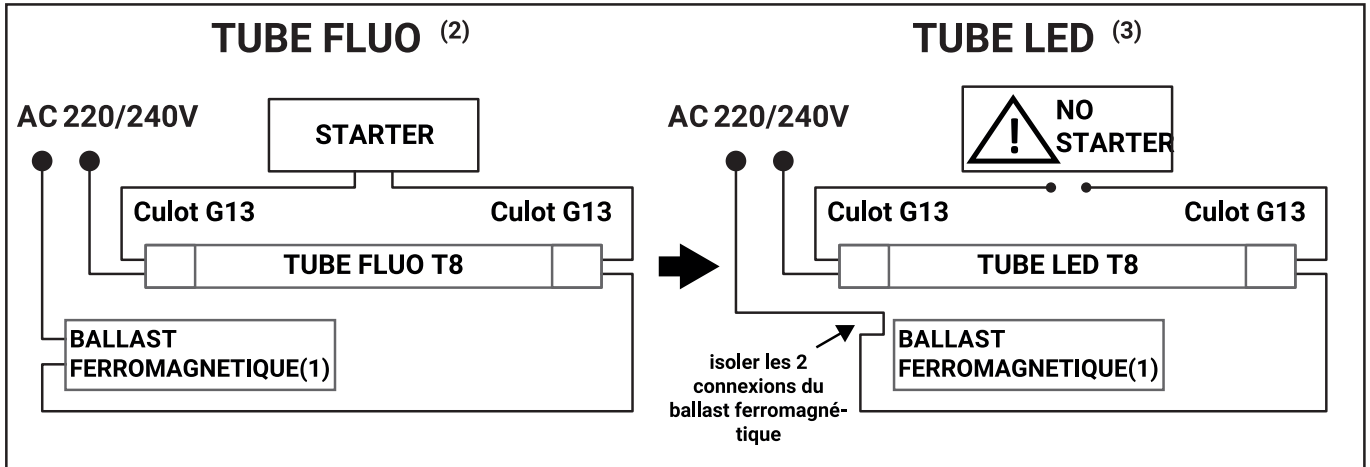 TUBE FLUO (2)
AC 220/240V
STARTER
Culot G13
Culot G13
TUBE FLUO T8
BALLAST
FERROMAGNETIQUE(1)
TUBE LED (3)
AC 220/240V
NO
STARTER
Culot G13
Culot G13
TUBE LED T8
isoler les 2
connexions du
ballast ferromagné-
tique
BALLAST
FERROMAGNETIQUE(1)